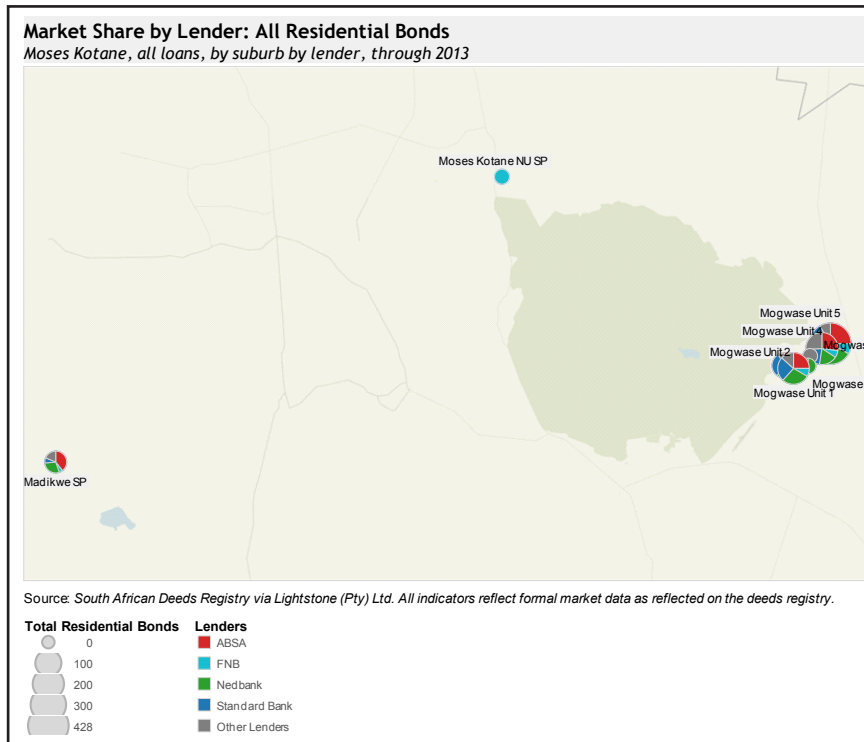 Market Share by Lender: All Residential Bonds
Moses Kotane, all loans, by suburb by lender, through 2013
Moses Kotane NU SP
Mogwase Unit 5
Mogwase Unit 4
Mogwas
Mogwase Unit 2
Mogwase
Mogwase Unit 1
Madikwe SP
Source: South African Deeds Registry via Lightstone (Pty) Ltd. All indicators reflect formal market data as reflected on the deeds registry.
Total Residential Bonds Lenders
0 ABSA
100 FNB
200 Nedbank
300 Standard Bank
428 Other Lenders